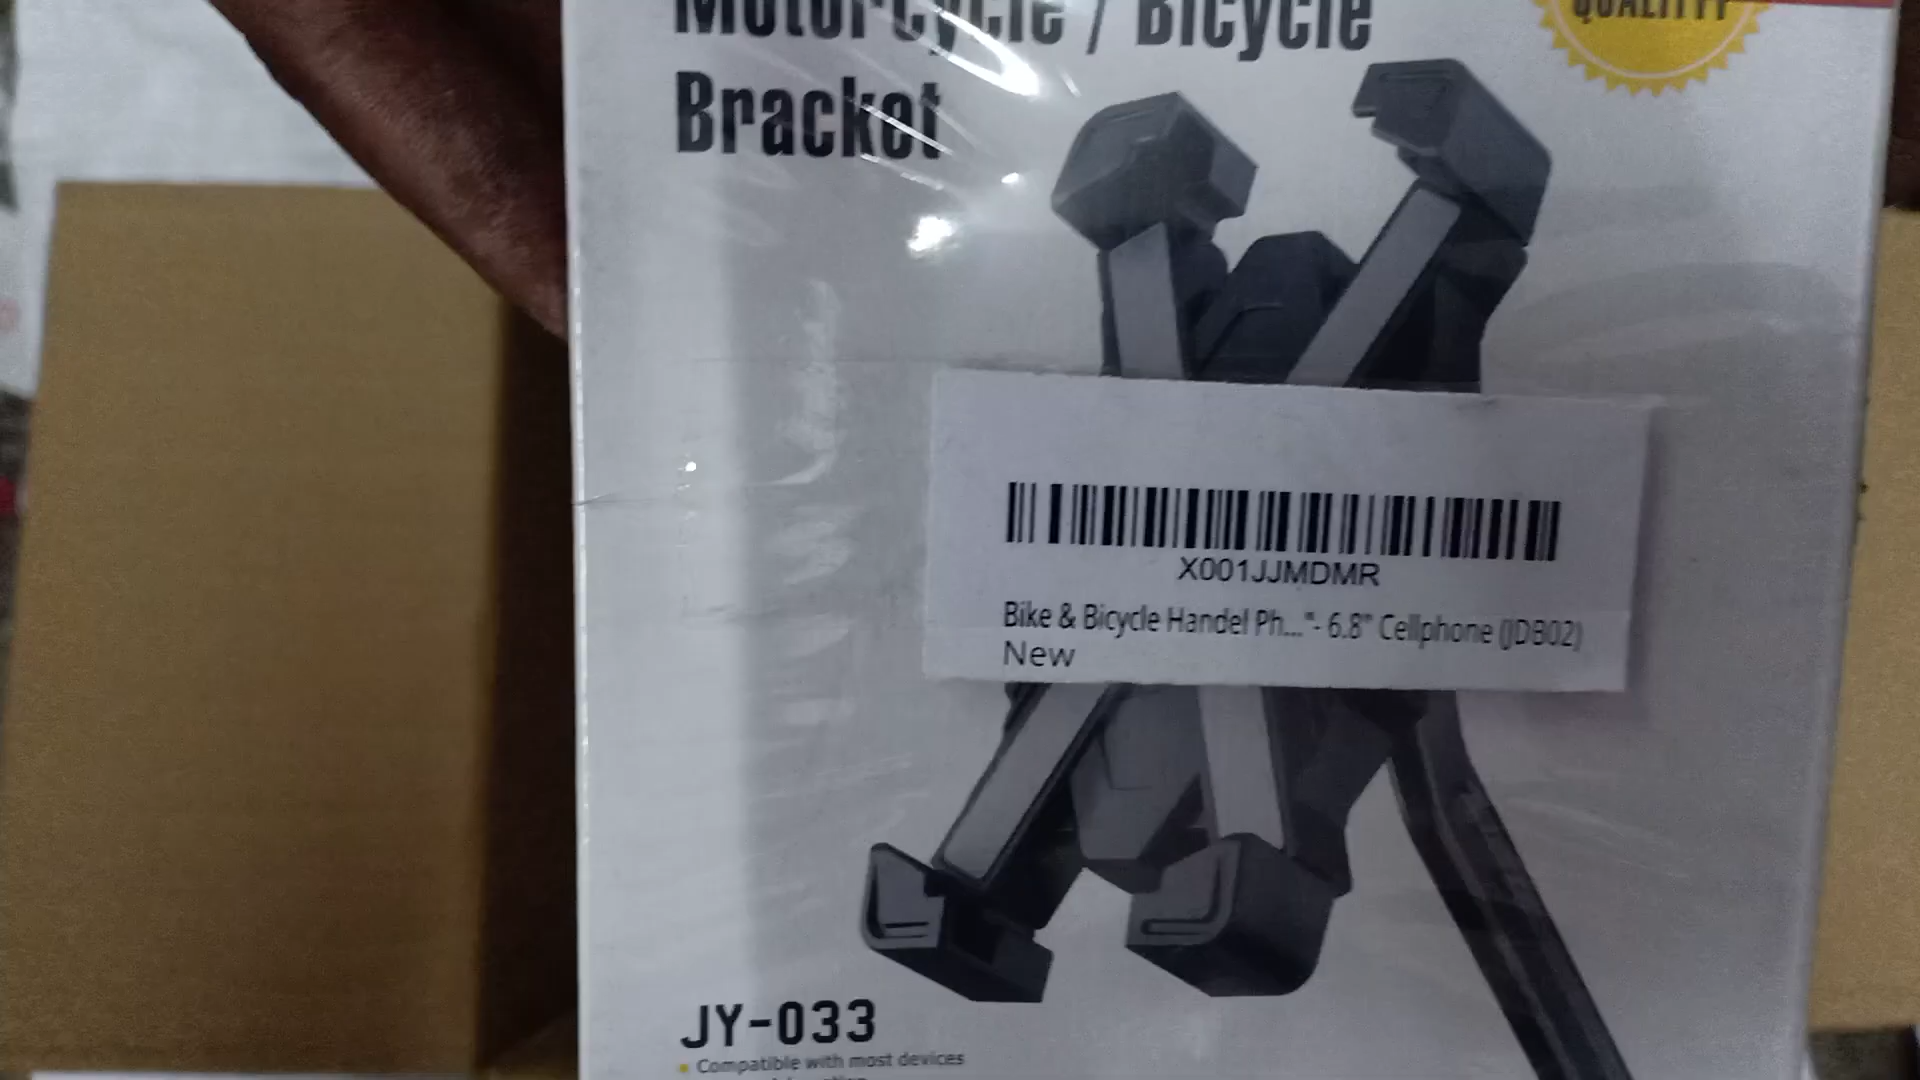 Motorcycle / Bicycle
Bracket
QUALITY
X001JJMDMR
Bike & Bicycle Handel Ph..."- 6.8" Cellphone (JDB02)
New
JY-033
Compatible with most devices